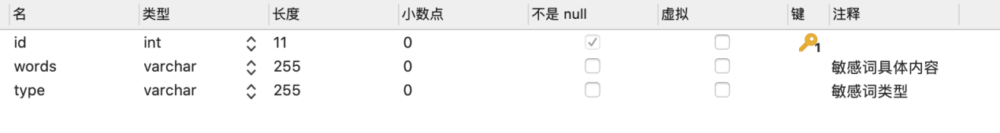 名 类型 长度 小数点 不是 null 虚拟 键 注释
id int 11 0 1
words varchar 255 0 敏感词具体内容
type varchar 255 0 敏感词类型